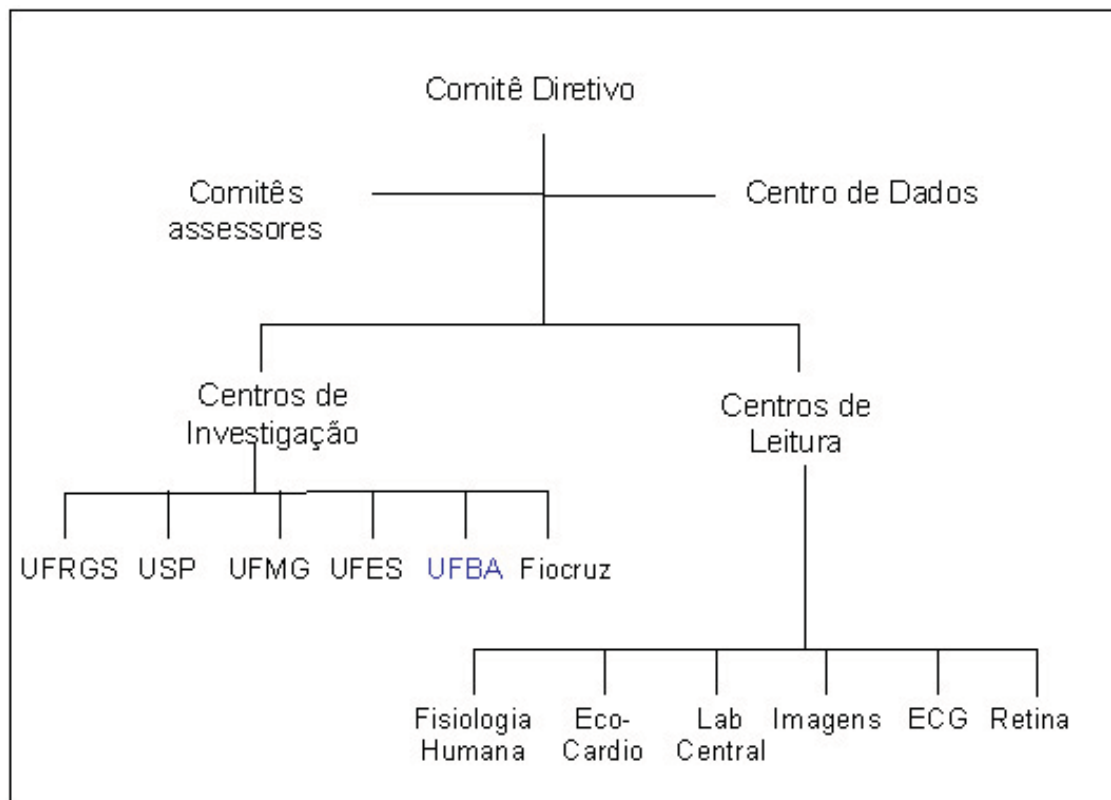 Comitê Diretivo
Comitês
assessores
Centro de Dados
Centros de
Investigação
Centros de
Leitura
UFRGS USP UFMG UFES UFBA Fiocruz
Fisiologia
Humana
Eco-
Cardio
Lab
Central
Imagens
ECG
Retina